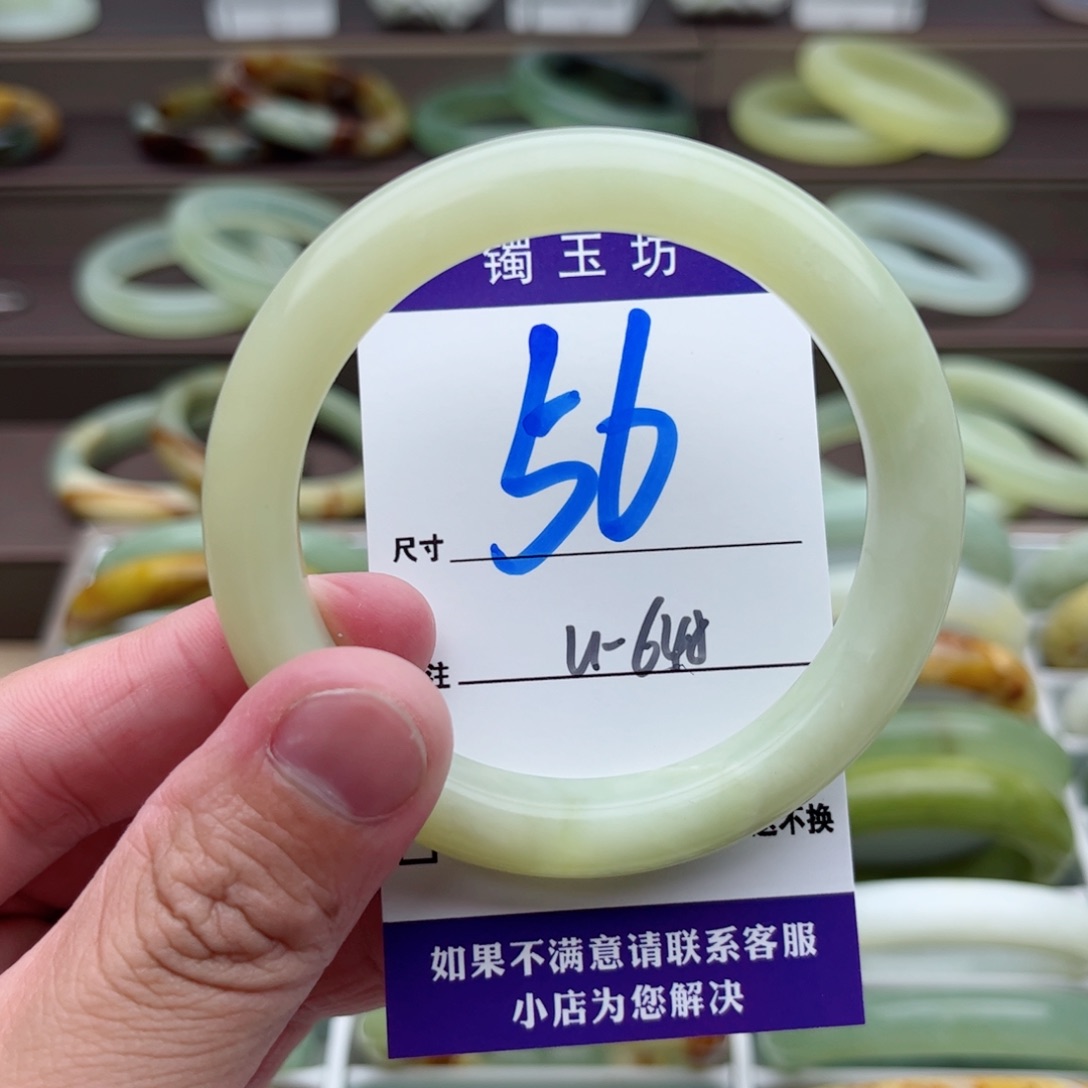 镯玉坊
56
尺寸
u-648
注
不换
如果不满意请联系客服
小店为您解决